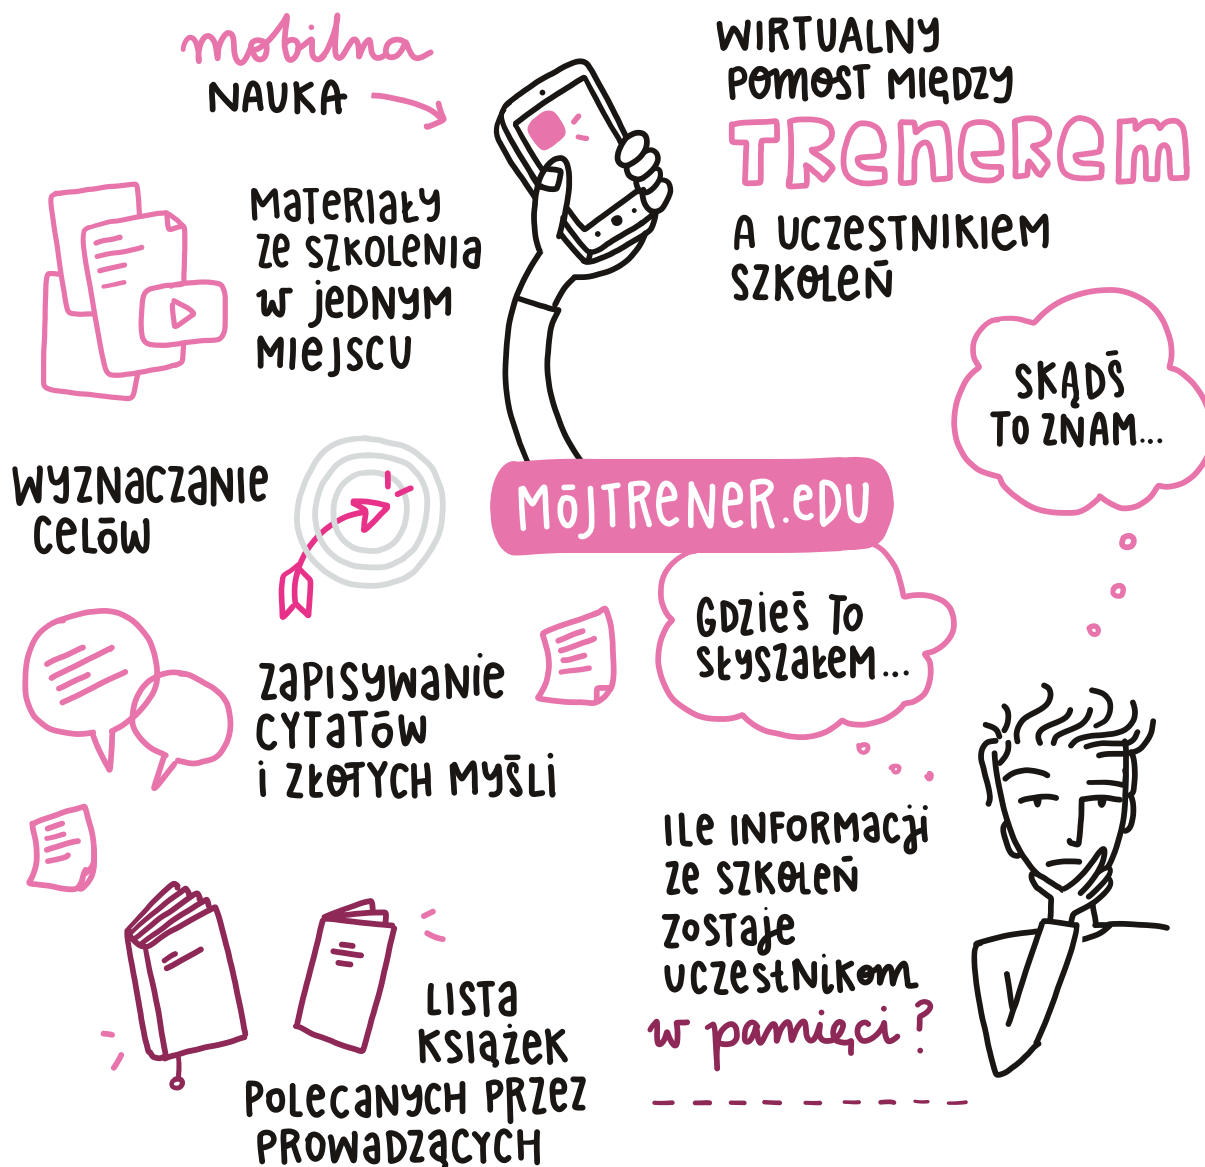 mobilna
NAUKA
WIRTUALNY
POMOST MIĘDZY
TRENEREM
A UCZESTNIKIEM
SZKOLEŃ
MATERIAŁY
ZE SZKOLENIA
W JEDNYM
MIEJSCU
SKĄDŚ
TO ZNAM...
WYZNACZANIE
CELÓW
MÓJTRENER.EDU
GDZIEŚ TO
SŁYSZAŁEM...
ZAPISYWANIE
CYTATÓW
I ZŁOTYCH MYŚLI
ILE INFORMACJI
ZE SZKOLEŃ
ZOSTAJE
UCZESTNIKOM
w pamięci?
LISTA
KSIĄŻEK
POLECANYCH PRZEZ
PROWADZĄCYCH